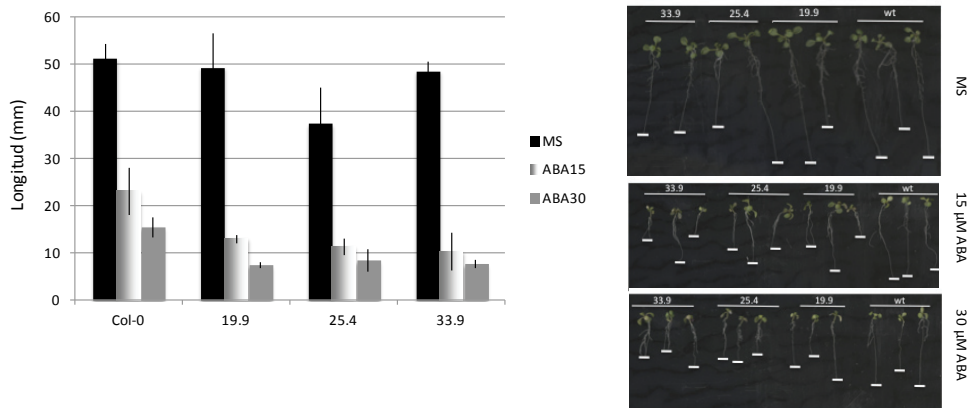 60
50
40
30
20
10
0
Longitud (mm)
Col-0
19.9
25.4
33.9
MS
ABA15
ABA30
33.9 25.4 19.9 wt
MS
33.9 25.4 19.9 wt
15 μM ABA
33.9 25.4 19.9 wt
30 μM ABA